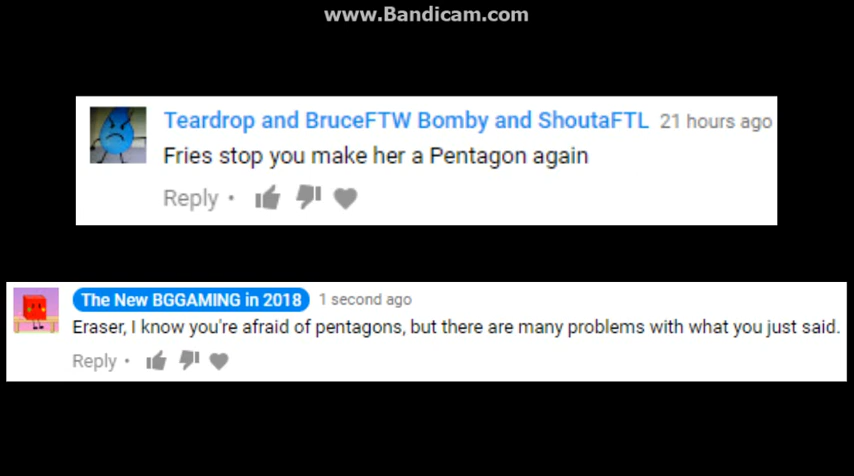 www.Bandicam.com
Teardrop and BruceFTW Bomby and ShoutaFTL 21 hours ago
Fries stop you make her a Pentagon again
Reply •
The New BGGAMING in 2018 1 second ago
Eraser, I know you're afraid of pentagons, but there are many problems with what you just said.
Reply •